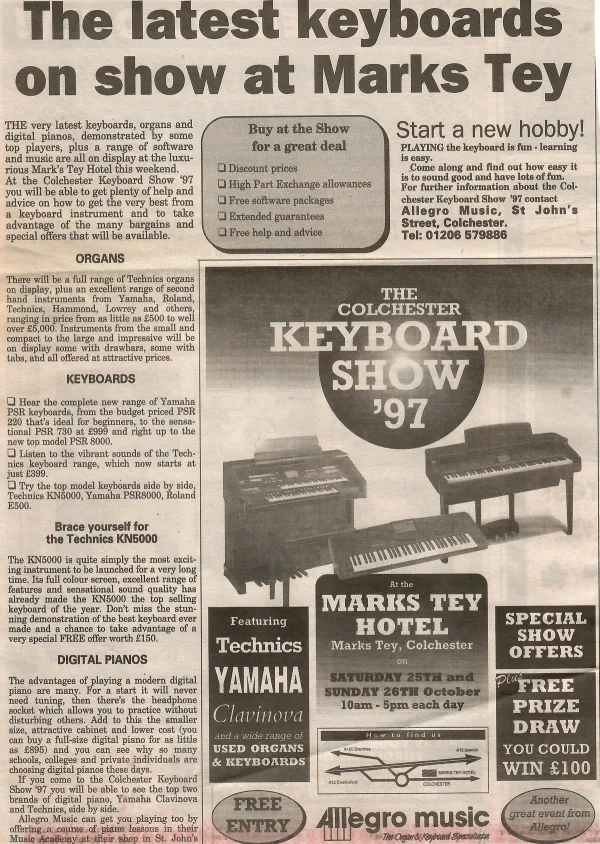 The latest keyboards
on show at Marks Tey
THE very latest keyboards, organs and
digital pianos, demonstrated by some
top players, plus a range of software
and music are all on display at the luxu-
rious Mark's Tey Hotel this weekend.
At the Colchester Keyboard Show '97
you will be able to get plenty of help and
advice on how to get the very best from
a keyboard instrument and to take
advantage of the many bargains and
special offers that will be available.
ORGANS
There will be a full range of Technics organs
on display, plus an excellent range of second
hand instruments from Yamaha, Roland,
Technics, Hammond, Lowrey and others,
ranging in price from as little as £500 to well
over £5,000. Instruments from the small and
compact to the large and impressive will be
on display some with drawbars, some with
tabs, and all offered at attractive prices.
KEYBOARDS
❑ Hear the complete new range of Yamaha
PSR keyboards, from the budget priced PSR
220 that's ideal for beginners, to the sensa-
tional PSR 730 at £999 and right up to the
new top model PSR 8000.
❑ Listen to the vibrant sounds of the Tech-
nics keyboard range, which now starts at
just £399.
❑ Try the top model keyboards side by side,
Technics KN5000, Yamaha PSR8000, Roland
E500.
Brace yourself for
the Technics KN5000
The KN5000 is quite simply the most excit-
ing instrument to be launched for a very long
time. Its full colour screen, excellent range of
features and sensational sound quality has
already made the KN5000 the top selling
keyboard of the year. Don't miss the stun-
ning demonstration of the best keyboard ever
made and a chance to take advantage of a
very special FREE offer worth £150.
DIGITAL PIANOS
The advantages of playing a modern digital
piano are many. For a start it will never
need tuning, then there's the headphone
socket which allows you to practice without
disturbing others. Add to this the smaller
size, attractive cabinet and lower cost (you
can buy a full-size digital piano for as little
as £895) and you can see why so many
schools, colleges and private individuals are
choosing digital pianos these days.
If you come to the Colchester Keyboard
Show '97 you will be able to see the top two
brands of digital piano, Yamaha Clavinova
and Technics, side by side.
Allegro Music can get you playing too by
offering a course of piano lessons in their
Music Academy at their shop in St. John's
Buy at the Show
for a great deal
❑ Discount prices
❑ High Part Exchange allowances
❑ Free software packages
❑ Extended guarantees
❑ Free help and advice
Start a new hobby!
PLAYING the keyboard is fun - learning
is easy.
Come along and find out how easy it
is to sound good and have lots of fun.
For further information about the Col-
chester Keyboard Show '97 contact
Allegro Music, St John's
Street, Colchester.
Tel: 01206 579886
THE
COLCHESTER
KEYBOARD
SHOW
'97
At the
MARKS TEY
HOTEL
Marks Tey, Colchester
on
SATURDAY 25TH and
SUNDAY 26TH October
10am - 5pm each day
Featuring
Technics
YAMAHA
Clavinova
and a wide range of
USED ORGANS
& KEYBOARDS
How to find us
A120 Braintree
A12 Ipswich
MARKS TEY HOTEL
A12 Chelmsford
COLCHESTER
SPECIAL
SHOW
OFFERS
Plus
FREE
PRIZE
DRAW
YOU COULD
WIN £100
FREE
ENTRY
Allegro music
The Organ & Keyboard Specialists
Another
great event from
Allegro!